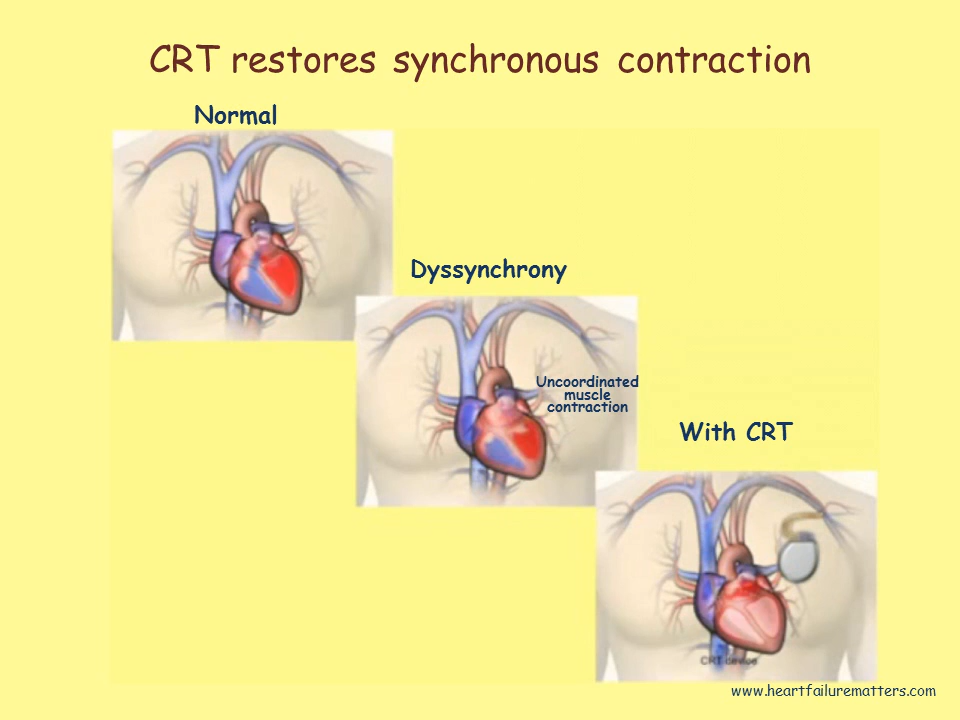 CRT restores synchronous contraction
Normal
Dyssynchrony
Uncoordinated
muscle
contraction
With CRT
CRT device
www.heartfailurematters.com